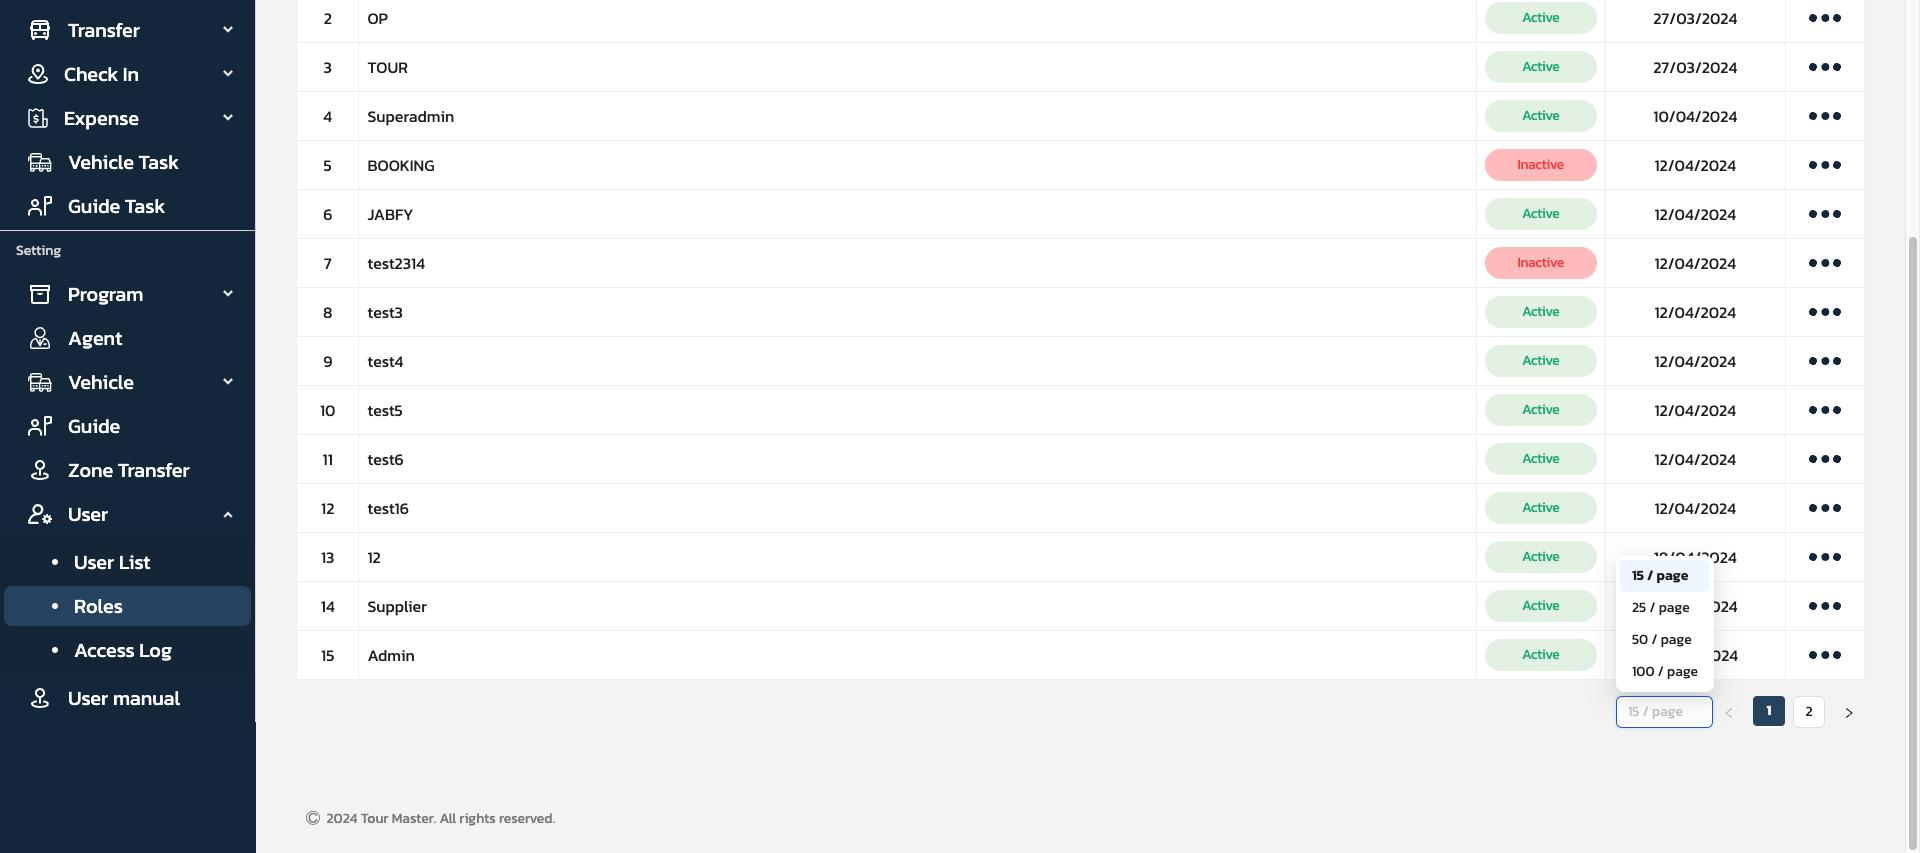 Transfer
Check In
Expense
Vehicle Task
Guide Task
Setting
Program
Agent
Vehicle
Guide
Zone Transfer
User
• User List
• Roles
• Access Log
User manual
2 OP Active 27/03/2024
3 TOUR Active 27/03/2024
4 Superadmin Active 10/04/2024
5 BOOKING Inactive 12/04/2024
6 JABFY Active 12/04/2024
7 test2314 Inactive 12/04/2024
8 test3 Active 12/04/2024
9 test4 Active 12/04/2024
10 test5 Active 12/04/2024
11 test6 Active 12/04/2024
12 test16 Active 12/04/2024
13 12 Active
14 Supplier Active
15 Admin Active
15 / page
25 / page
50 / page
100 / page
15 / page < 1 2 >
© 2024 Tour Master. All rights reserved.